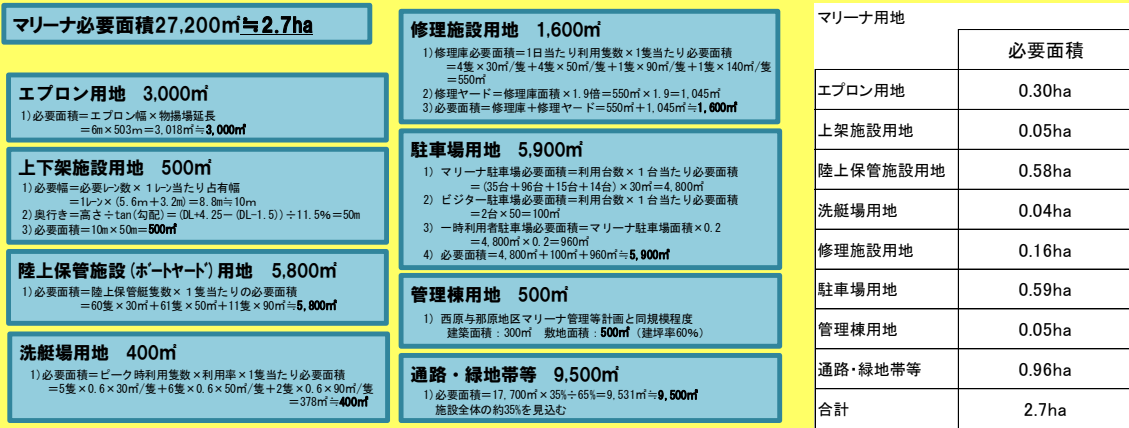 マリーナ必要面積27,200㎡≒2.7ha
エプロン用地 3,000㎡
1)必要面積＝エプロン幅×物揚場延長
＝6m×503m＝3,018㎡≒3,000㎡
上下架施設用地 500㎡
1)必要幅＝必要ﾚｰﾝ数×１ﾚｰﾝ当たり占有幅
＝1ﾚｰﾝ×(5.6m＋3.2m)＝8.8m≒10m
2)奥行き＝高さ÷tan(勾配)＝(DL+4.25－(DL-1.5))÷11.5%＝50m
3)必要面積＝10m×50m＝500㎡
陸上保管施設(ﾎﾞｰﾄﾔｰﾄﾞ)用地 5,800㎡
1)必要面積＝陸上保管艇隻数×１隻当たりの必要面積
＝60隻×30㎡＋61隻×50㎡＋11隻×90㎡≒5,800㎡
洗艇場用地 400㎡
1)必要面積＝ピーク時利用隻数×利用率×1隻当たり必要面積
＝5隻×0.6×30㎡/隻＋6隻×0.6×50㎡/隻＋2隻×0.6×90㎡/隻
＝378㎡≒400㎡
修理施設用地 1,600㎡
1)修理庫必要面積＝1日当たり利用隻数×1隻当たり必要面積
＝4隻×30㎡/隻＋4隻×50㎡/隻＋1隻×90㎡/隻＋1隻×140㎡/隻
＝550㎡
2)修理ヤード＝修理庫面積×1.9倍＝550㎡×1.9＝1,045㎡
3)必要面積＝修理庫＋修理ヤード＝550㎡＋1,045㎡≒1,600㎡
駐車場用地 5,900㎡
1) マリーナ駐車場必要面積＝利用台数×１台当たり必要面積
＝(35台＋96台＋15台＋14台)×30㎡＝4,800㎡
2) ビジター駐車場必要面積＝利用台数×１台当たり必要面積
＝2台×50＝100㎡
3) 一時利用者駐車場必要面積＝マリーナ駐車場面積×0.2
＝4,800㎡×0.2＝960㎡
4) 必要面積＝4,800㎡＋100㎡＋960㎡≒5,900㎡
管理棟用地 500㎡
1) 西原与那原地区マリーナ管理等計画と同規模程度
建築面積：300㎡ 敷地面積：500㎡（建坪率60%）
通路・緑地帯等 9,500㎡
1)必要面積＝17,700㎡×35%÷65%＝9,531㎡≒9,500㎡
施設全体の約35%を見込む
マリーナ用地
必要面積
エプロン用地 0.30ha
上架施設用地 0.05ha
陸上保管施設用地 0.58ha
洗艇場用地 0.04ha
修理施設用地 0.16ha
駐車場用地 0.59ha
管理棟用地 0.05ha
通路・緑地帯等 0.96ha
合計 2.7ha